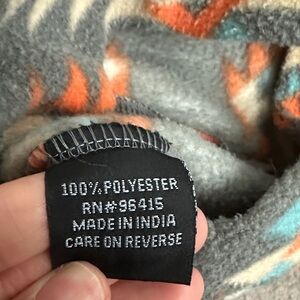 100% POLYESTER
RN#96415
MADE IN INDIA
CARE ON REVERSE